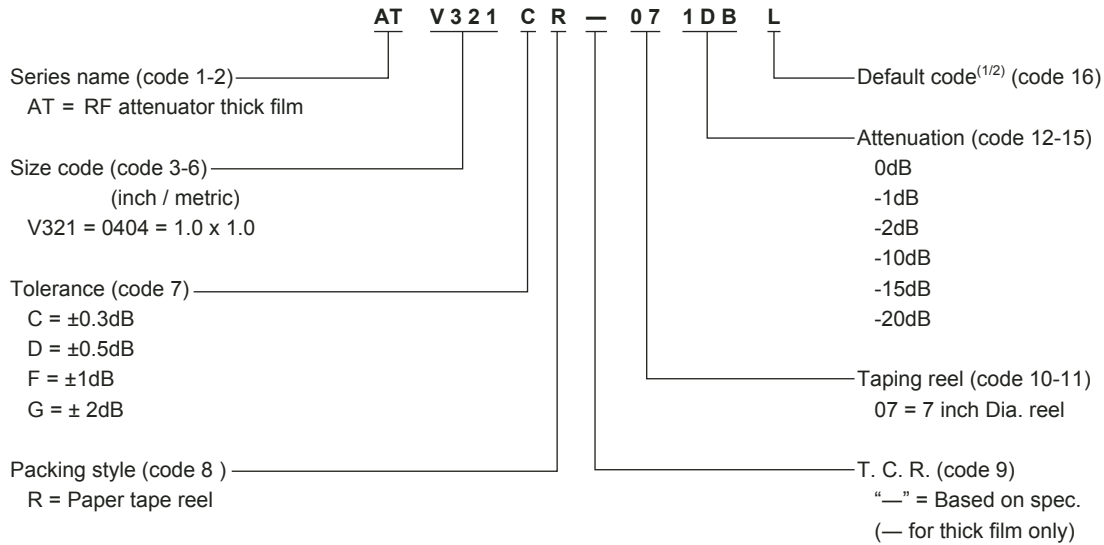 AT V321 C R — 07 1DB L
Series name (code 1-2)
AT = RF attenuator thick film
Size code (code 3-6)
(inch / metric)
V321 = 0404 = 1.0 x 1.0
Tolerance (code 7)
C = ±0.3dB
D = ±0.5dB
F = ±1dB
G = ± 2dB
Packing style (code 8 )
R = Paper tape reel
Default code(1/2) (code 16)
Attenuation (code 12-15)
0dB
-1dB
-2dB
-10dB
-15dB
-20dB
Taping reel (code 10-11)
07 = 7 inch Dia. reel
T. C. R. (code 9)
“—” = Based on spec.
(— for thick film only)